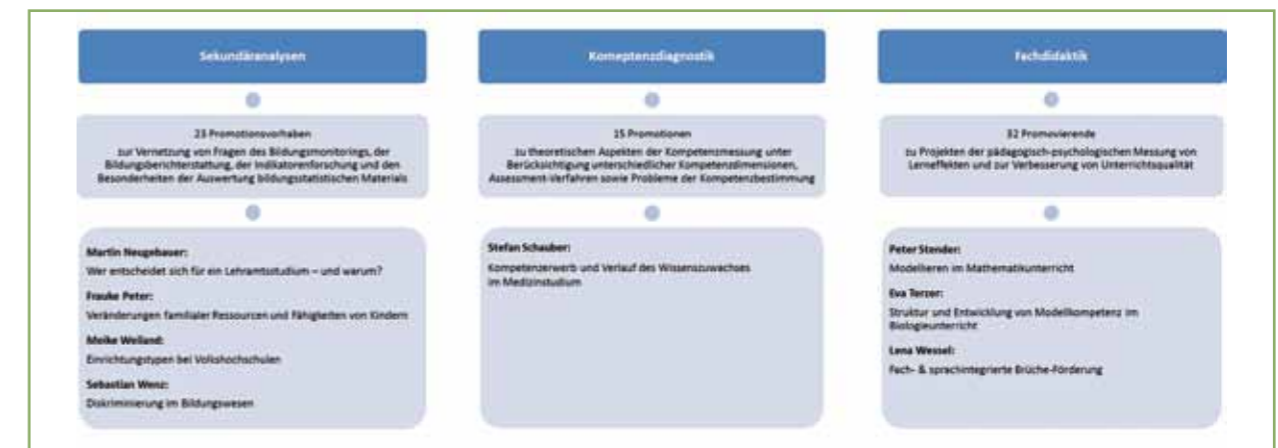 Sekundäranalysen
23 Promotionsvorhaben
zur Vernetzung von Fragen des Bildungsmonitorings, der
Bildungsberichterstattung, der Indikatorenforschung und den
Besonderheiten der Auswertung bildungsstatistischen Materials
Martin Neugebauer:
Wer entscheidet sich für ein Lehramtsstudium – und warum?
Frauke Peter:
Veränderungen familialer Ressourcen und Fähigkeiten von Kindern
Meike Weiland:
Einrichtungstypen bei Volkshochschulen
Sebastian Wenz:
Diskriminierung im Bildungswesen
Komeptenzdiagnostik
15 Promotionen
zu theoretischen Aspekten der Kompetenzmessung unter
Berücksichtigung unterschiedlicher Kompetenzdimensionen,
Assessment-Verfahren sowie Probleme der Kompetenzbestimmung
Stefan Schauber:
Kompetenzerwerb und Verlauf des Wissenszuwachses
im Medizinstudium
Fachdidaktik
32 Promovierende
zu Projekten der pädagogisch-psychologischen Messung von
Lerneffekten und zur Verbesserung von Unterrichtsqualität
Peter Stender:
Modellieren im Mathematikunterricht
Eva Terzer:
Struktur und Entwicklung von Modellkompetenz im
Biologieunterricht
Lena Wessel:
Fach- & sprachintegrierte Brüche-Förderung